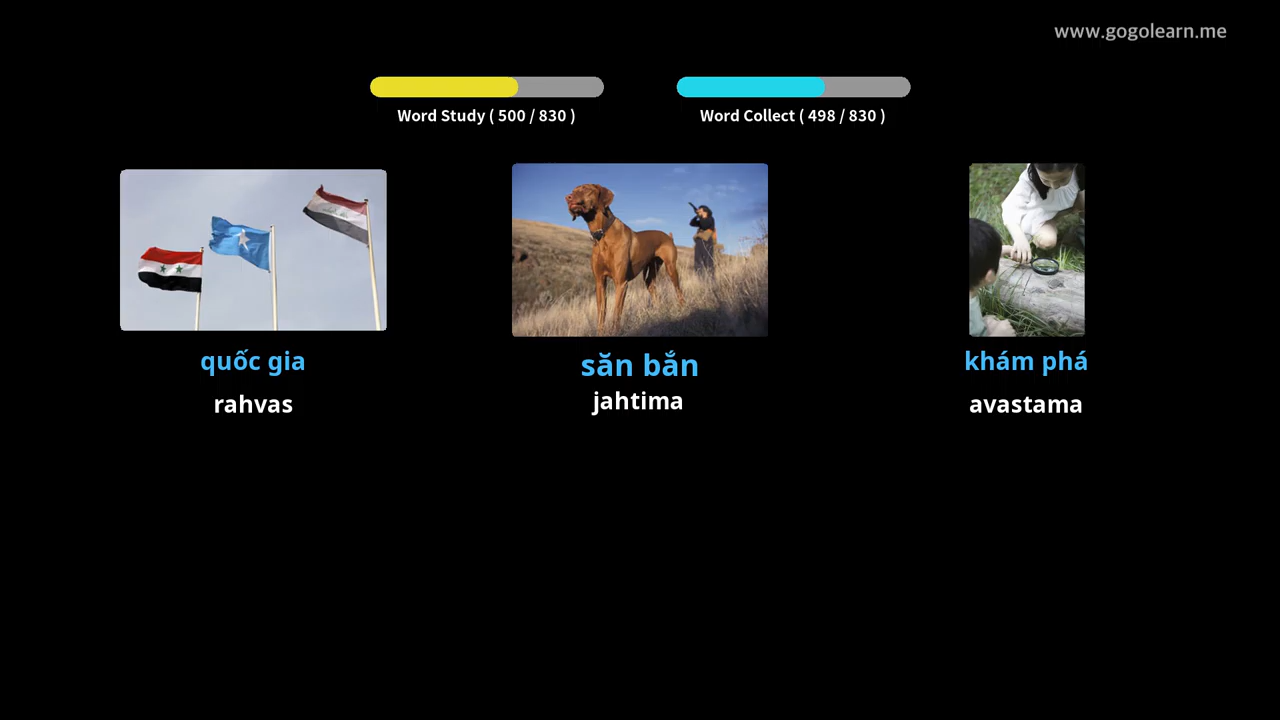 www.gogolearn.me
Word Study ( 500 / 830 )
Word Collect ( 498 / 830 )
quốc gia
săn bắn
khám phá
rahvas
jahtima
avastama